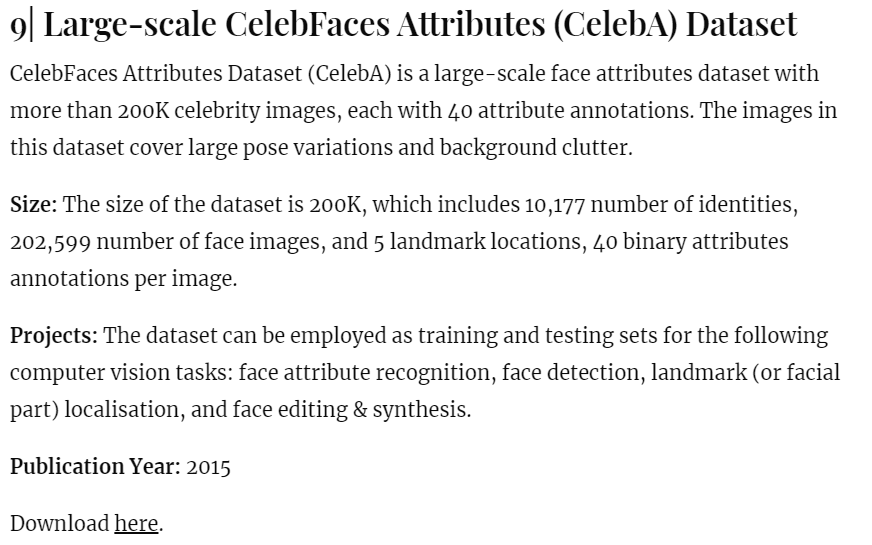 9| Large-scale CelebFaces Attributes (CelebA) Dataset
CelebFaces Attributes Dataset (CelebA) is a large-scale face attributes dataset with
more than 200K celebrity images, each with 40 attribute annotations. The images in
this dataset cover large pose variations and background clutter.
Size: The size of the dataset is 200K, which includes 10,177 number of identities,
202,599 number of face images, and 5 landmark locations, 40 binary attributes
annotations per image.
Projects: The dataset can be employed as training and testing sets for the following
computer vision tasks: face attribute recognition, face detection, landmark (or facial
part) localisation, and face editing & synthesis.
Publication Year: 2015
Download here.